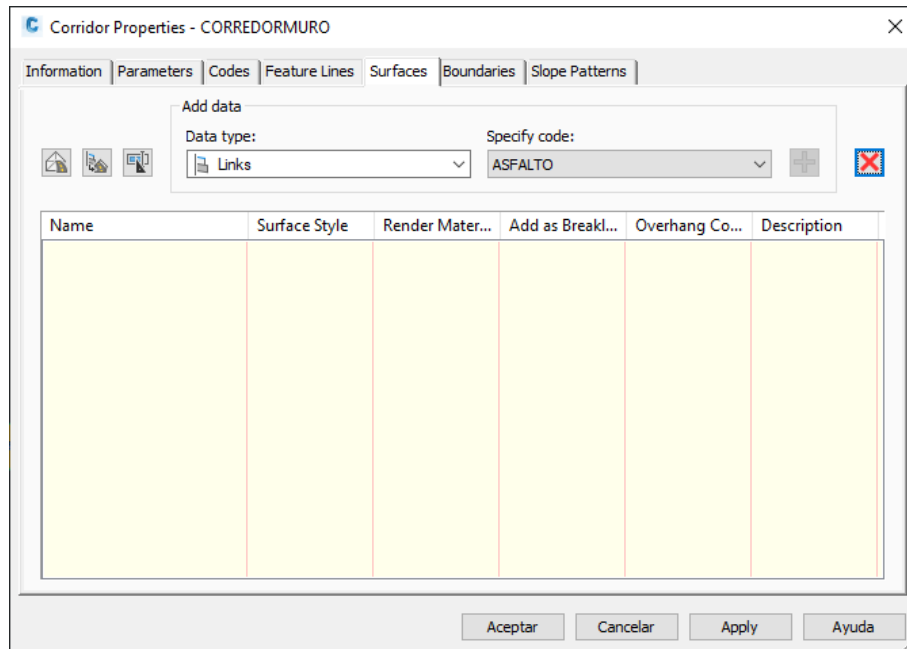 Corridor Properties - CORREDORMURO
Information Parameters Codes Feature Lines Surfaces Boundaries Slope Patterns
Add data
Data type: Specify code:
Links ASFALTO
Name Surface Style Render Mater... Add as Breakl... Overhang Co... Description
Aceptar Cancelar Apply Ayuda